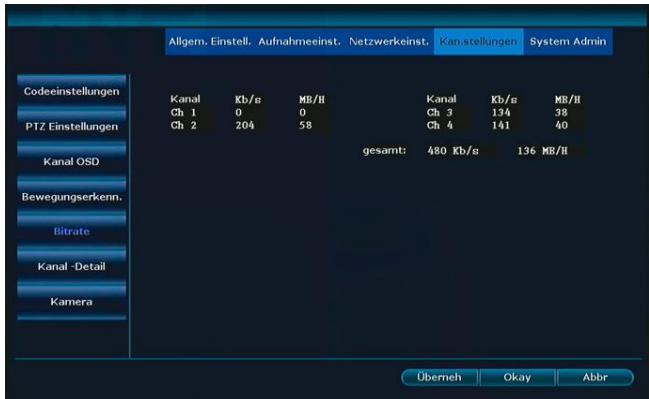 Allgem. Einstell. Aufnahmeeinst. Netzwerkeinst. Kan.stellungen System Admin
Codeeinstellungen
PTZ Einstellungen
Kanal OSD
Bewegungserkenn.
Bitrate
Kanal -Detail
Kamera
Kanal Kb/s MB/H Kanal Kb/s MB/H
Ch 1 0 0 Ch 3 134 38
Ch 2 204 58 Ch 4 141 40
gesamt: 480 Kb/s 136 MB/H
Überneh Okay Abbr